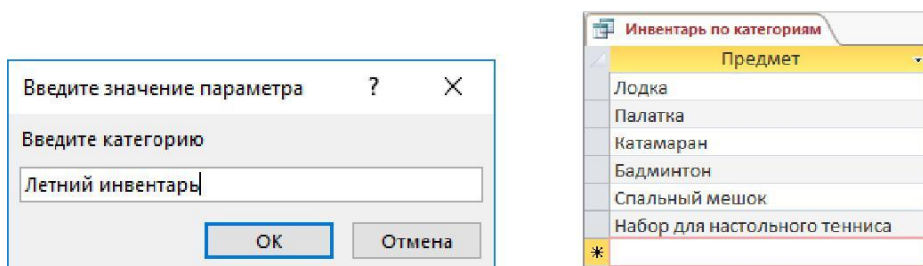 Введите значение параметра ? ×
Введите категорию
Летний инвентарь
ОК Отмена
Инвентарь по категориям
Предмет
Лодка
Палатка
Катамаран
Бадминтон
Спальный мешок
Набор для настольного тенниса
*